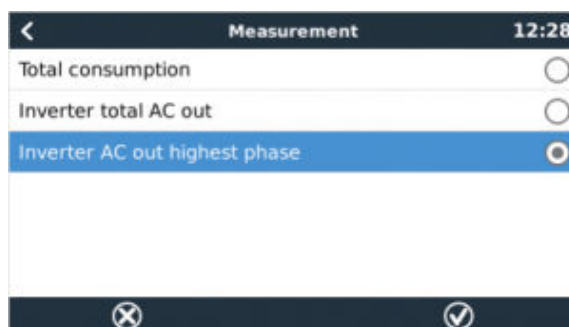 Measurement
12:28
Total consumption
Inverter total AC out
Inverter AC out highest phase